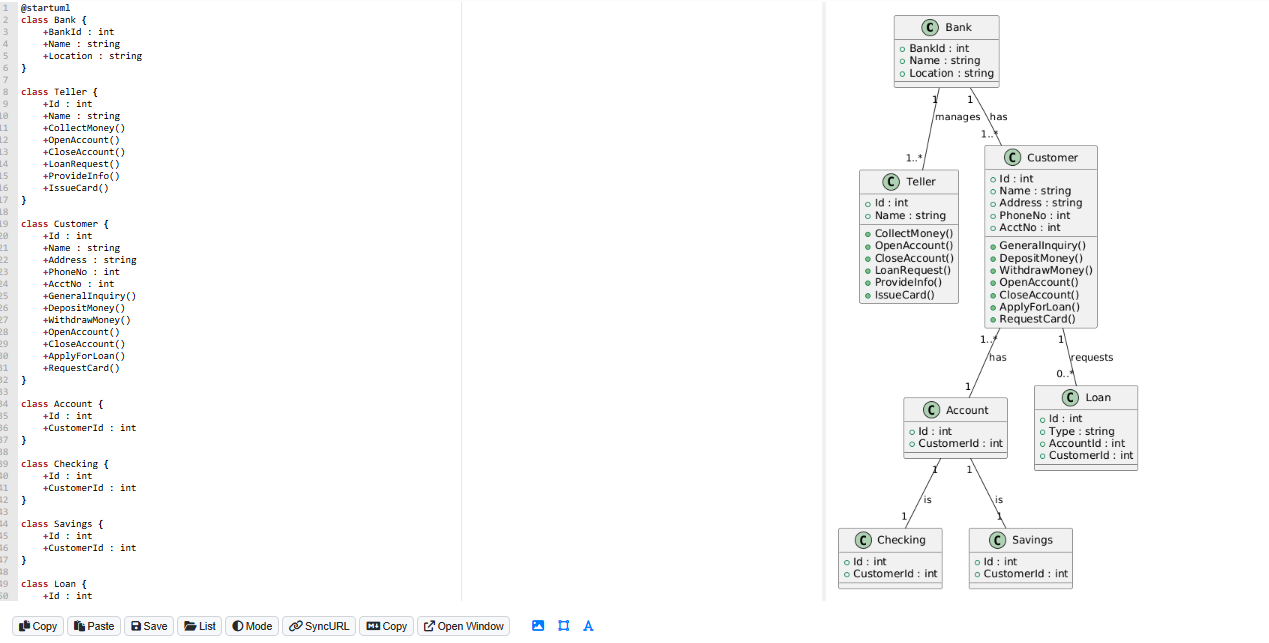 1 @startuml
2 class Bank {
3 +BankId : int
4 +Name : string
5 +Location : string
6 }
7
8 class Teller {
9 +Id : int
10 +Name : string
11 +CollectMoney()
12 +OpenAccount()
13 +CloseAccount()
14 +LoanRequest()
15 +ProvideInfo()
16 +IssueCard()
17 }
18
19 class Customer {
20 +Id : int
21 +Name : string
22 +Address : string
23 +PhoneNo : int
24 +AcctNo : int
25 +GeneralInquiry()
26 +DepositMoney()
27 +WithdrawMoney()
28 +OpenAccount()
29 +CloseAccount()
30 +ApplyForLoan()
31 +RequestCard()
32 }
33
34 class Account {
35 +Id : int
36 +CustomerId : int
37 }
38
39 class Checking {
40 +Id : int
41 +CustomerId : int
42 }
43
44 class Savings {
45 +Id : int
46 +CustomerId : int
47 }
48
49 class Loan {
50 +Id : int
C Bank
BankId : int
Name : string
Location : string
1 1
manages has
1..*
1..*
C Teller
Id : int
Name : string
CollectMoney()
OpenAccount()
CloseAccount()
LoanRequest()
ProvideInfo()
IssueCard()
C Customer
Id : int
Name : string
Address : string
PhoneNo : int
AcctNo : int
GeneralInquiry()
DepositMoney()
WithdrawMoney()
OpenAccount()
CloseAccount()
ApplyForLoan()
RequestCard()
1..* 1
has requests
1 0..*
C Account
Id : int
CustomerId : int
C Loan
Id : int
Type : string
AccountId : int
CustomerId : int
1 1
is is
1 1
C Checking
Id : int
CustomerId : int
C Savings
Id : int
CustomerId : int
Copy Paste Save List Mode SyncURL Copy Open Window A